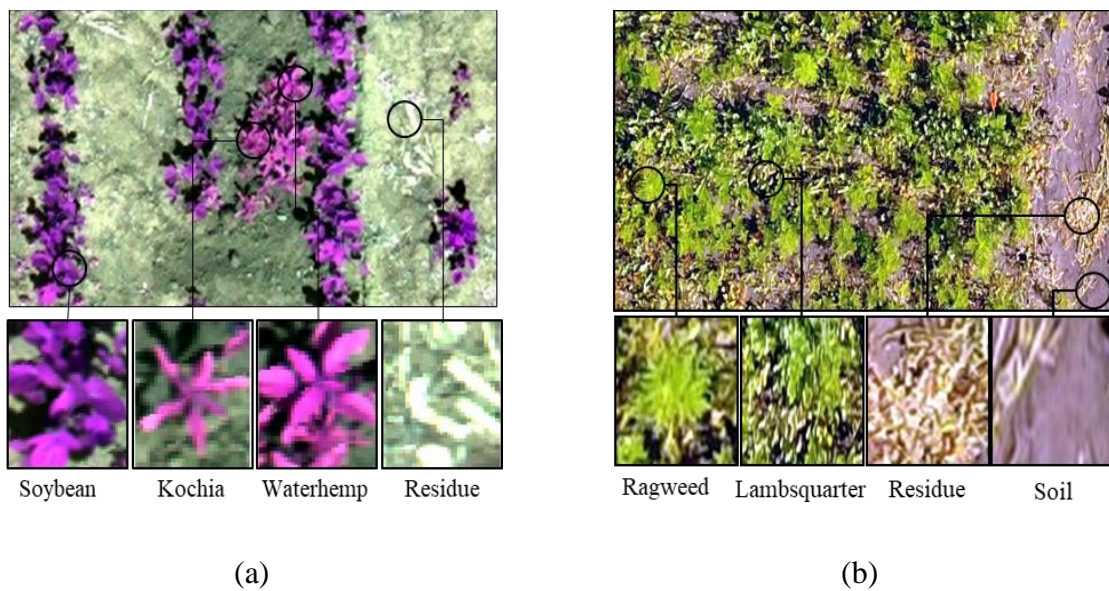 Soybean Kochia Waterhemp Residue
Ragweed Lambsquarter Residue Soil
(a)
(b)